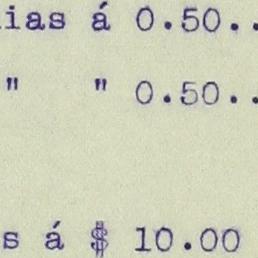 ias á 0.50..
" " 0.50..
s á $ 10.00